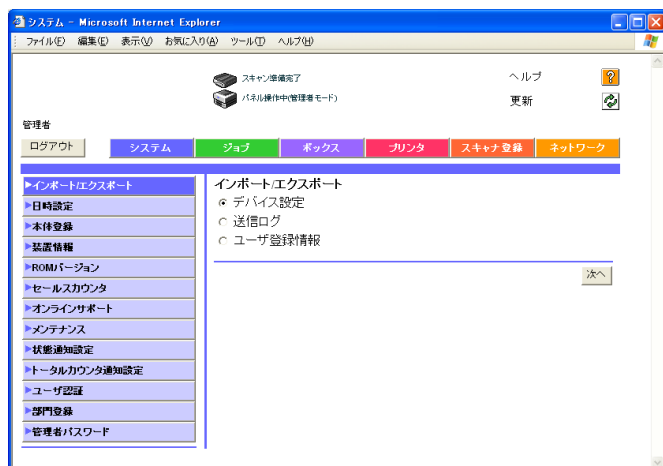 システム - Microsoft Internet Explorer
ファイル(F) 編集(E) 表示(V) お気に入り(A) ツール(T) ヘルプ(H)
スキャン準備完了
ヘルプ
?
パネル操作中(管理者モード)
更新
管理者
ログアウト
システム
ジョブ
ボックス
プリンタ
スキャナ登録
ネットワーク
インポート/エクスポート
日時設定
本体登録
装置情報
ROMバージョン
セールスカウンタ
オンラインサポート
メンテナンス
状態通知設定
トータルカウンタ通知設定
ユーザ認証
部門登録
管理者パスワード
インポート/エクスポート
デバイス設定
送信ログ
ユーザ登録情報
次へ